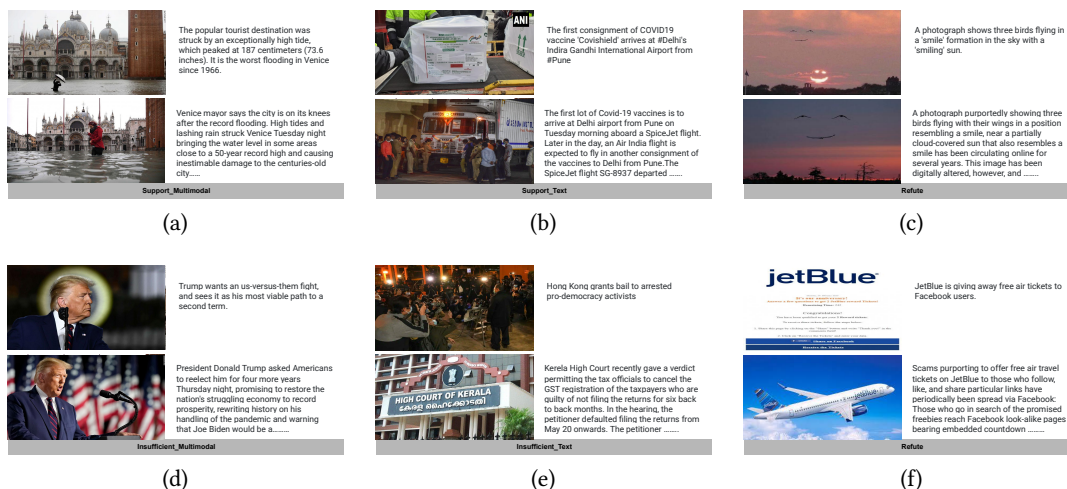 The popular tourist destination was
struck by an exceptionally high tide,
which peaked at 187 centimeters (73.6
inches). It is the worst flooding in Venice
since 1966.
Venice mayor says the city is on its knees
after the record flooding. High tides and
lashing rain struck Venice Tuesday night
bringing the water level in some areas
close to a 50-year record high and causing
inestimable damage to the centuries-old
city......
Support_Multimodal
(a)
ANI
The first consignment of COVID19
vaccine 'Covishield' arrives at #Delhi's
Indira Gandhi International Airport from
#Pune
The first lot of Covid-19 vaccines is to
arrive at Delhi airport from Pune on
Tuesday morning aboard a SpiceJet flight.
Later in the day, an Air India flight is
expected to fly in another consignment of
the vaccines to Delhi from Pune.The
SpiceJet flight SG-8937 departed ........
Support_Text
(b)
A photograph shows three birds flying in
a 'smile' formation in the sky with a
'smiling' sun.
A photograph purportedly showing three
birds flying with their wings in a position
resembling a smile, near a partially
cloud-covered sun that also resembles a
smile has been circulating online for
several years. This image has been
digitally altered, however, and ........
Refute
(c)
Trump wants an us-versus-them fight,
and sees it as his most viable path to a
second term.
President Donald Trump asked Americans
to reelect him for four more years
Thursday night, promising to restore the
nation's struggling economy to record
prosperity, rewriting history on his
handling of the pandemic and warning
that Joe Biden would be a.........
Insufficient_Multimodal
(d)
Hong Kong grants bail to arrested
pro-democracy activists
HIGH COURT OF KERALA
കേരള ഹൈക്കോടതി
Kerela High Court recently gave a verdict
permitting the tax officials to cancel the
GST registration of the taxpayers who are
guilty of not filing the returns for six back
to back months. In the hearing, the
petitioner defaulted filing the returns from
May 20 onwards. The petitioner ........
Insufficient_Text
(e)
jetBlue
Congratulations!
JetBlue is giving away free air tickets to
Facebook users.
jetBlue
Scams purporting to offer free air travel
tickets on JetBlue to those who follow,
like, and share particular links have
periodically been spread via Facebook:
Those who go in search of the promised
freebies reach Facebook look-alike pages
bearing embedded countdown ........
Refute
(f)